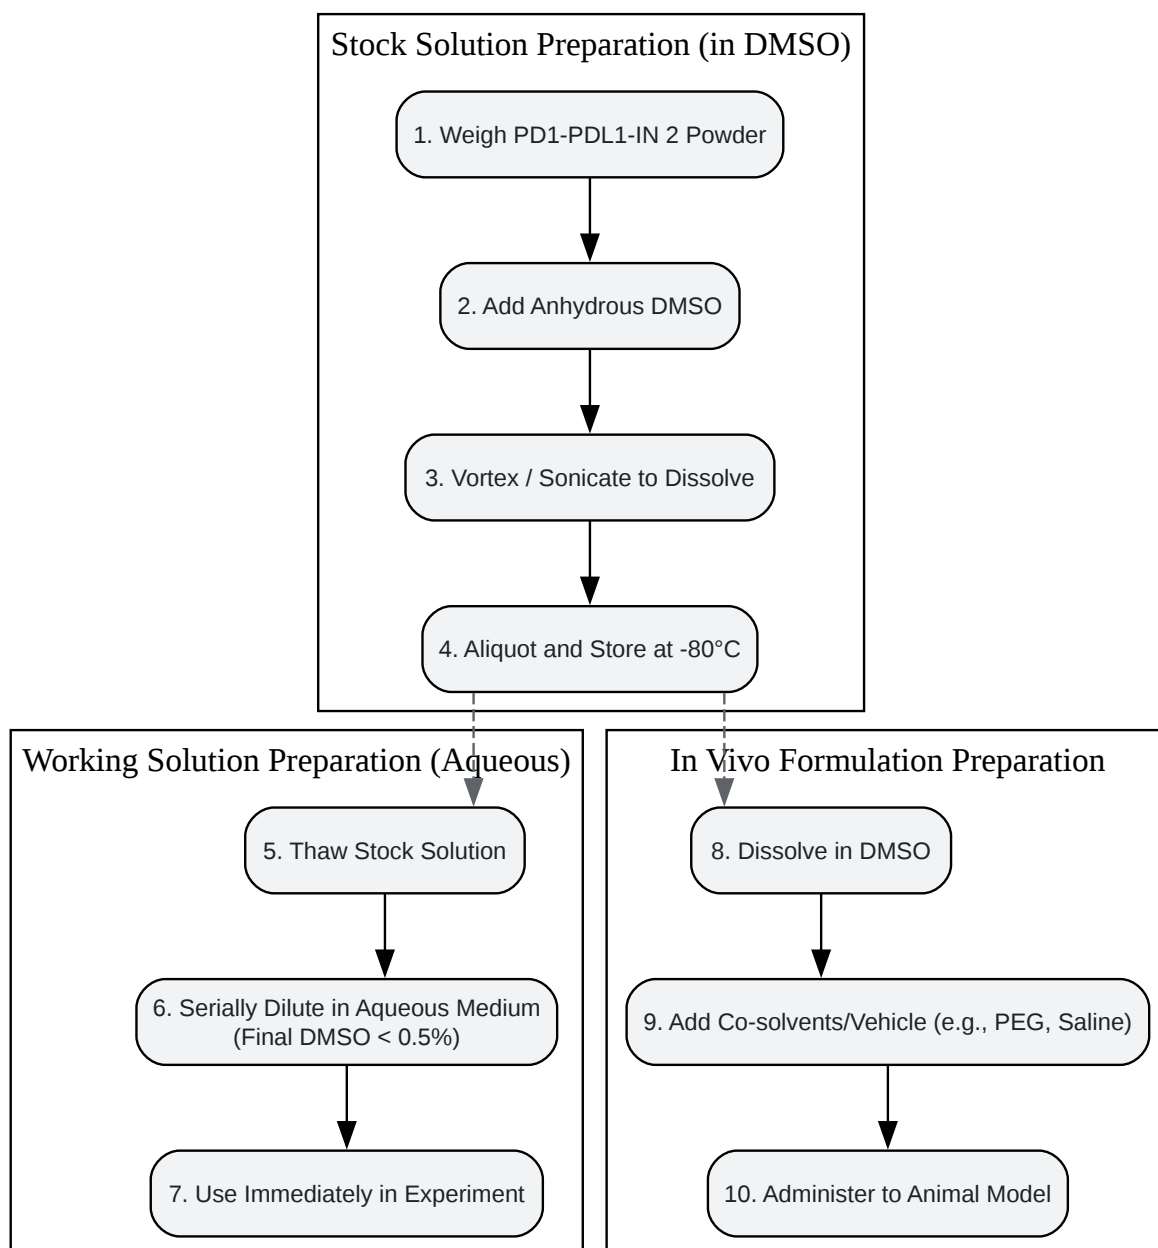 Stock Solution Preparation (in DMSO)
1. Weigh PD1-PDL1-IN 2 Powder
2. Add Anhydrous DMSO
3. Vortex / Sonicate to Dissolve
4. Aliquot and Store at -80°C
Working Solution Preparation (Aqueous)
5. Thaw Stock Solution
6. Serially Dilute in Aqueous Medium
(Final DMSO < 0.5%)
7. Use Immediately in Experiment
In Vivo Formulation Preparation
8. Dissolve in DMSO
9. Add Co-solvents/Vehicle (e.g., PEG, Saline)
10. Administer to Animal Model